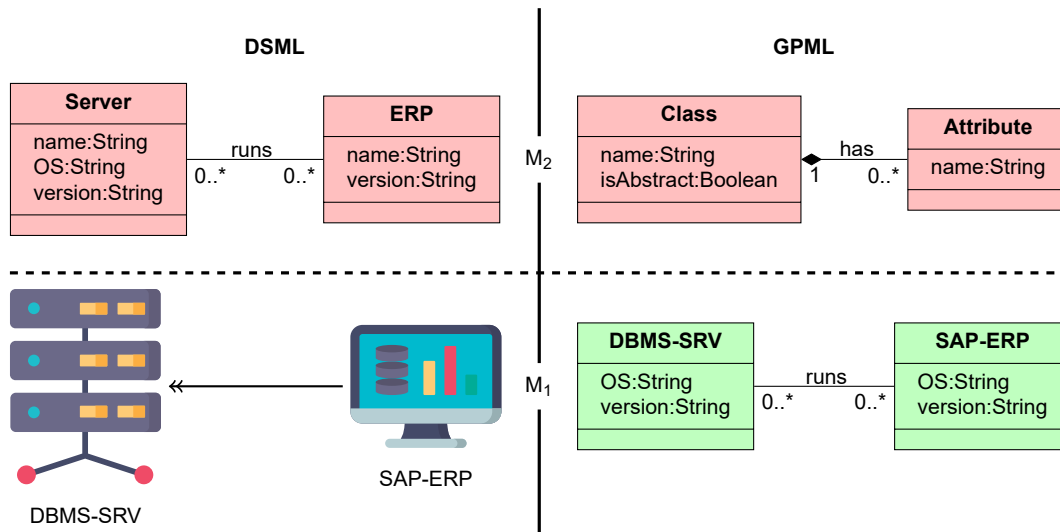 DSML
GPML
Server
name:String
OS:String
version:String
runs
0..*
0..*
ERP
name:String
version:String
M2
Class
name:String
isAbstract:Boolean
has
1
0..*
Attribute
name:String
DBMS-SRV
SAP-ERP
M1
DBMS-SRV
OS:String
version:String
runs
0..*
0..*
SAP-ERP
OS:String
version:String